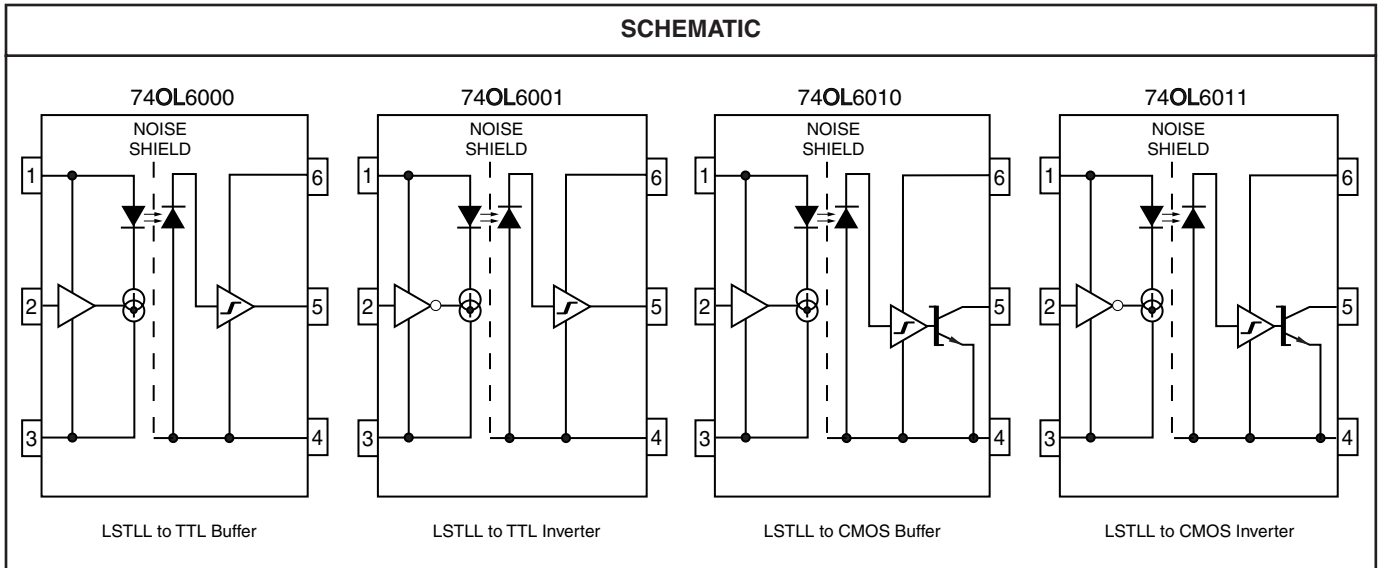 SCHEMATIC
74OL6000
NOISE
SHIELD
1
2
3
6
5
4
LSTLL to TTL Buffer
74OL6001
NOISE
SHIELD
1
2
3
6
5
4
LSTLL to TTL Inverter
74OL6010
NOISE
SHIELD
1
2
3
6
5
4
LSTLL to CMOS Buffer
74OL6011
NOISE
SHIELD
1
2
3
6
5
4
LSTLL to CMOS Inverter